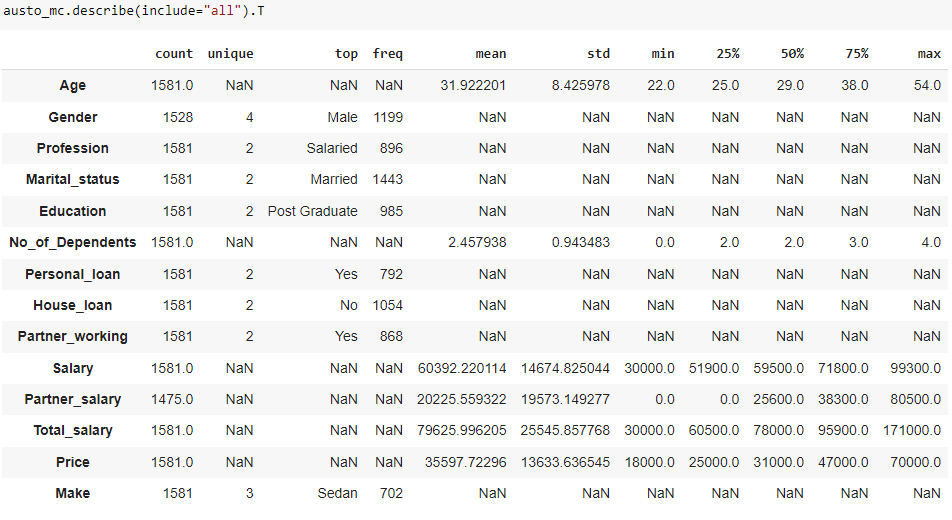 austo_mc.describe(include="all").T
count unique top freq mean std min 25% 50% 75% max
Age 1581.0 NaN NaN NaN 31.922201 8.425978 22.0 25.0 29.0 38.0 54.0
Gender 1528 4 Male 1199 NaN NaN NaN NaN NaN NaN NaN
Profession 1581 2 Salaried 896 NaN NaN NaN NaN NaN NaN NaN
Marital_status 1581 2 Married 1443 NaN NaN NaN NaN NaN NaN NaN
Education 1581 2 Post Graduate 985 NaN NaN NaN NaN NaN NaN NaN
No_of_Dependents 1581.0 NaN NaN NaN 2.457938 0.943483 0.0 2.0 2.0 3.0 4.0
Personal_loan 1581 2 Yes 792 NaN NaN NaN NaN NaN NaN NaN
House_loan 1581 2 No 1054 NaN NaN NaN NaN NaN NaN NaN
Partner_working 1581 2 Yes 868 NaN NaN NaN NaN NaN NaN NaN
Salary 1581.0 NaN NaN NaN 60392.220114 14674.825044 30000.0 51900.0 59500.0 71800.0 99300.0
Partner_salary 1475.0 NaN NaN NaN 20225.559322 19573.149277 0.0 0.0 25600.0 38300.0 80500.0
Total_salary 1581.0 NaN NaN NaN 79625.996205 25545.857768 30000.0 60500.0 78000.0 95900.0 171000.0
Price 1581.0 NaN NaN NaN 35597.72296 13633.636545 18000.0 25000.0 31000.0 47000.0 70000.0
Make 1581 3 Sedan 702 NaN NaN NaN NaN NaN NaN NaN